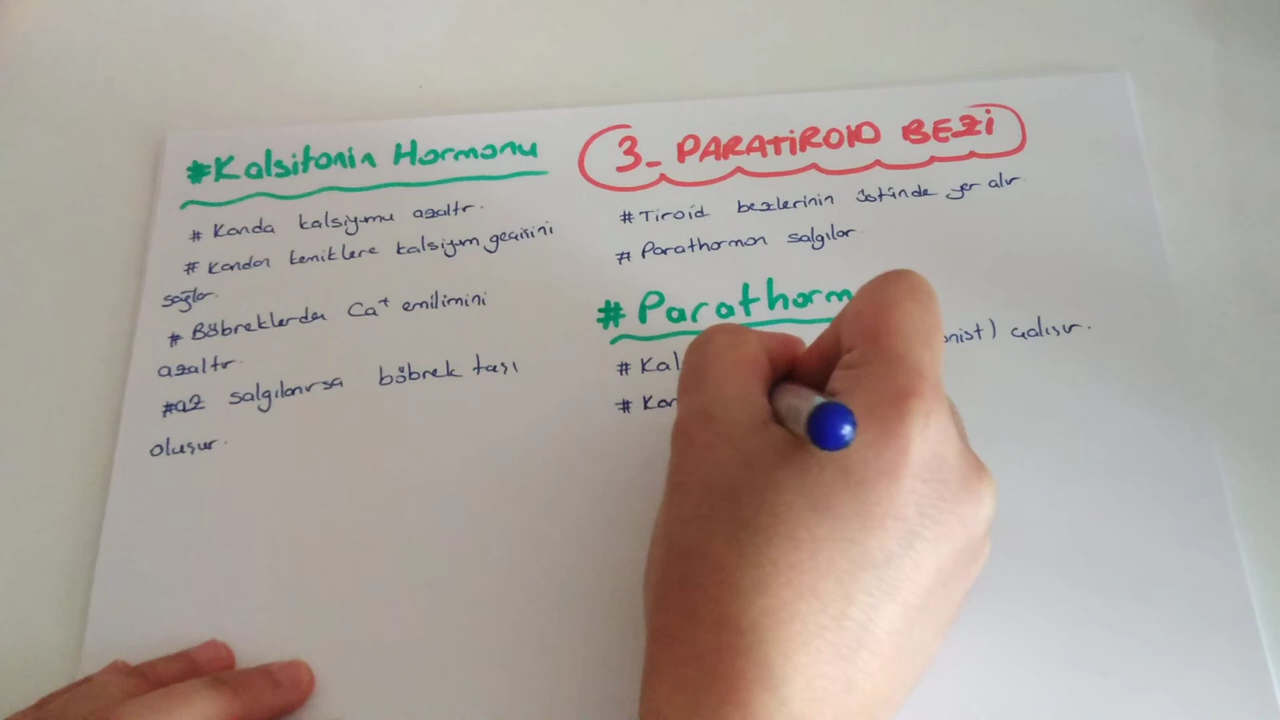 #Kalsitonin Hormonu
# Kanda kalsiyumu azaltır.
# Kandan kemiklere kalsiyum geçişini
sağlar.
# Böbreklerden Ca+ emilimini
azaltır.
#az salgılanırsa böbrek taşı
oluşur.
3_ PARATİROİD BEZİ
# Tiroid bezlerinin üstünde yer alır.
# Parathormon salgılar.
# Parathorm
# Kal onist) çalışır.
# Kan